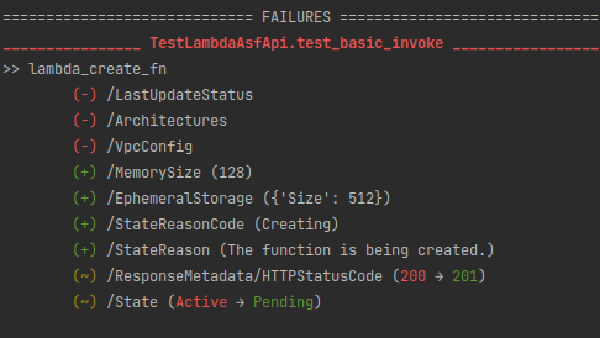 ============================= FAILURES ==============================
________________ TestLambdaAsfApi.test_basic_invoke _________________
>> lambda_create_fn
(-) /LastUpdateStatus
(-) /Architectures
(-) /VpcConfig
(+) /MemorySize (128)
(+) /EphemeralStorage ({'Size': 512})
(+) /StateReasonCode (Creating)
(+) /StateReason (The function is being created.)
(~) /ResponseMetadata/HTTPStatusCode (200 → 201)
(~) /State (Active → Pending)